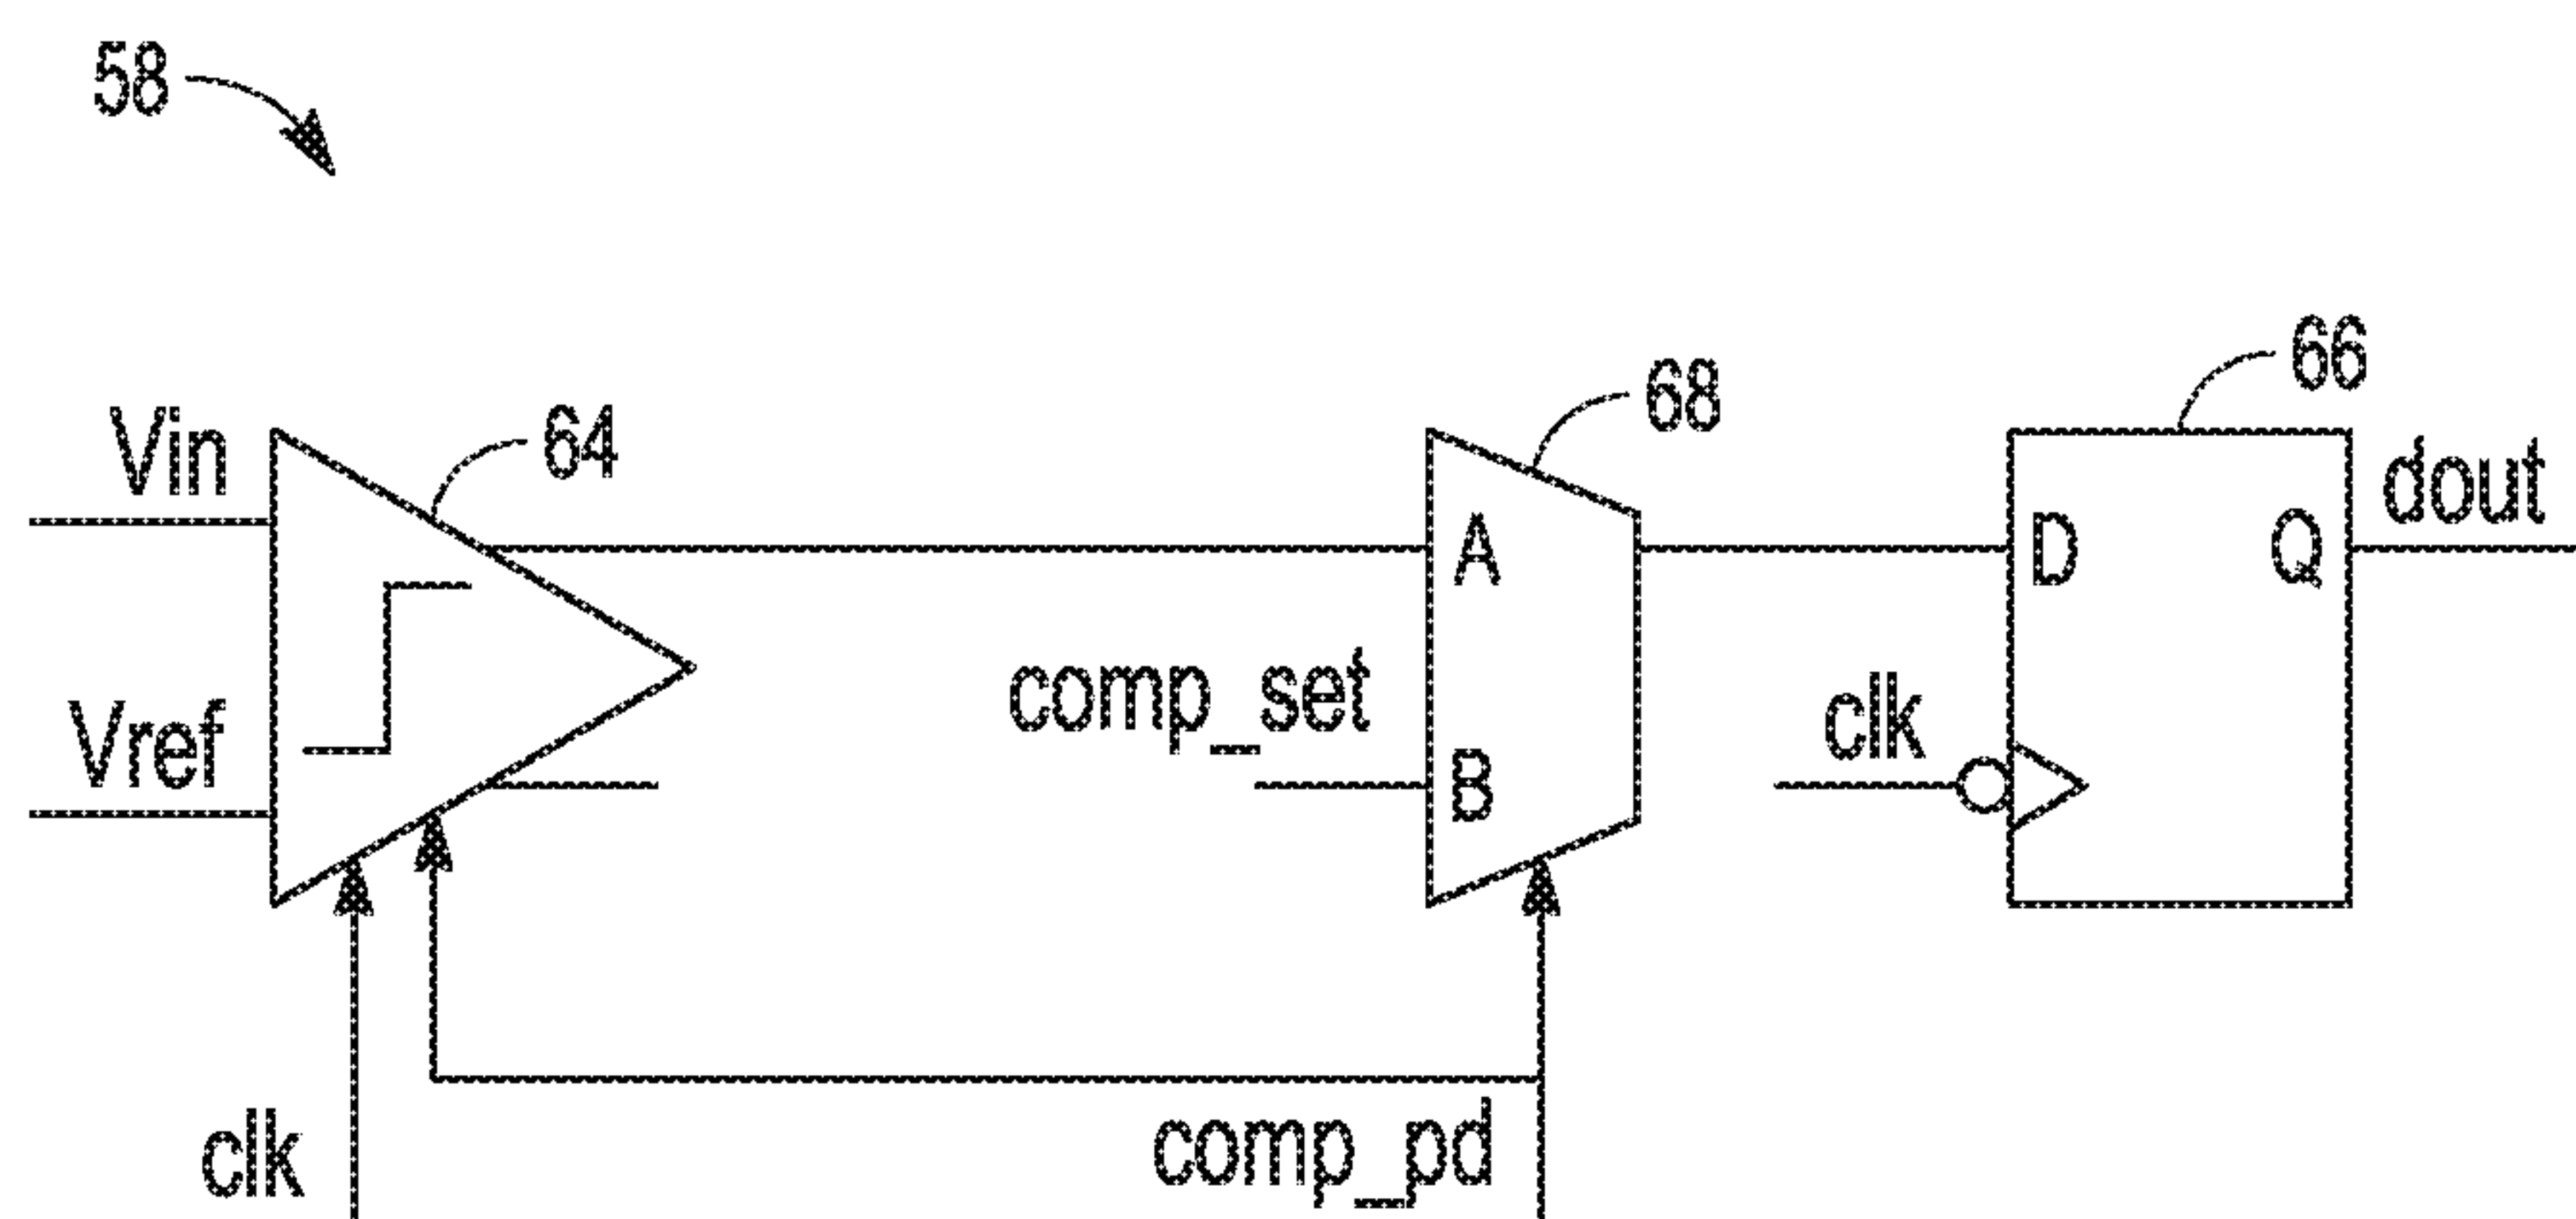 58
66
68
64
Vin
dout
A
D
Q
comp_set
clk
Vref
B
comp_pd
clk